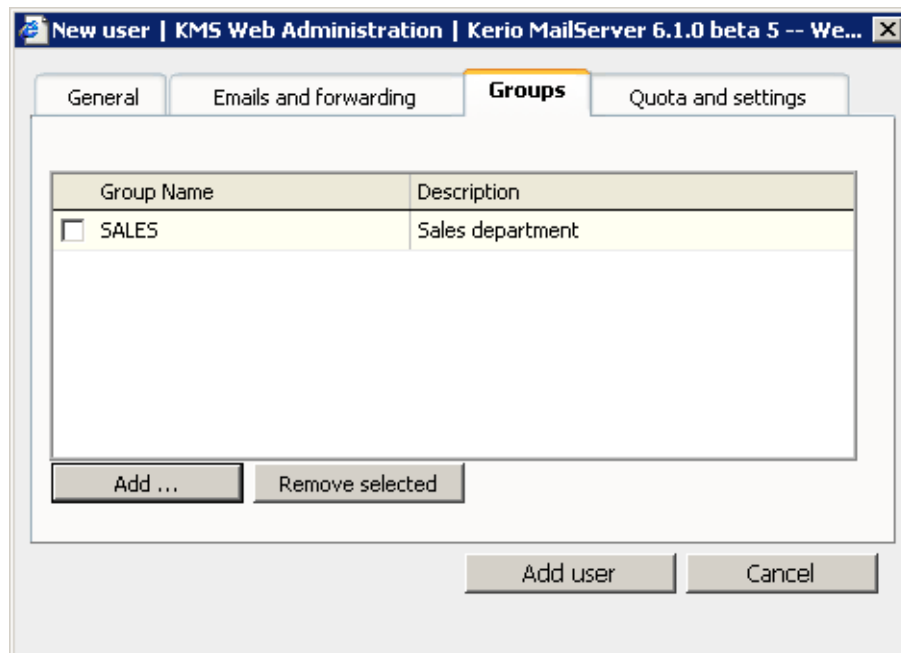 New user | KMS Web Administration | Kerio MailServer 6.1.0 beta 5 -- We...
General Emails and forwarding Groups Quota and settings
Group Name Description
SALES Sales department
Add ... Remove selected
Add user Cancel